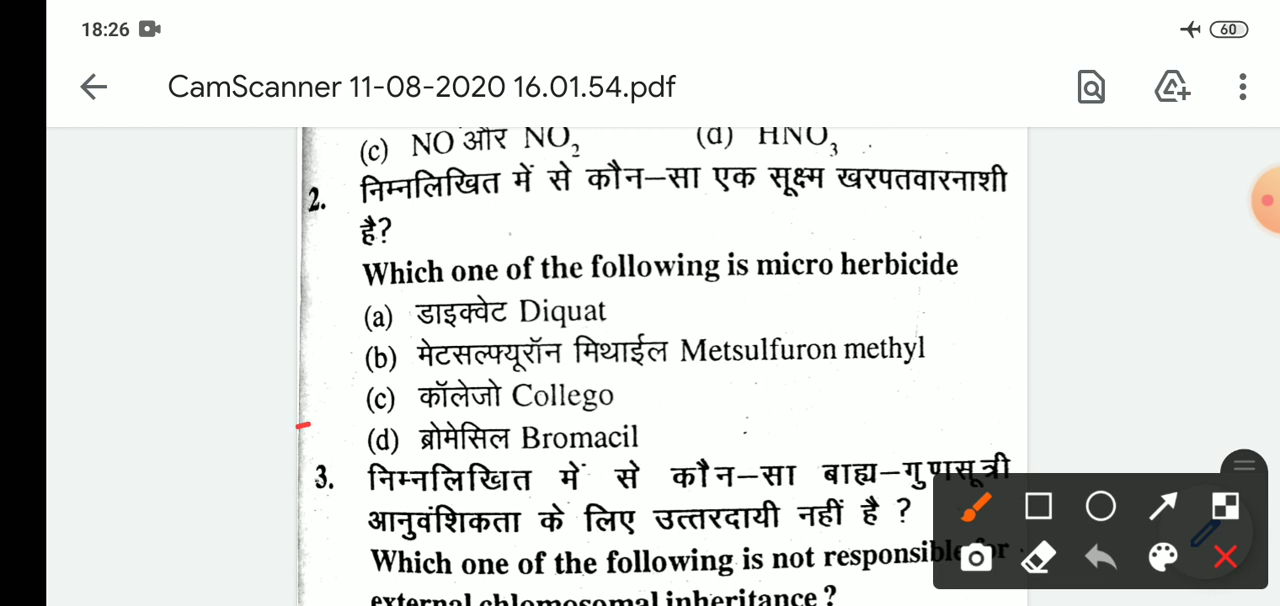 18:26
60
CamScanner 11-08-2020 16.01.54.pdf
(c) NO और NO₂ (d) HNO₃
2. निम्नलिखित में से कौन–सा एक सूक्ष्म खरपतवारनाशी
है?
Which one of the following is micro herbicide
(a) डाइक्वेट Diquat
(b) मेटसल्फ्यूरॉन मिथाईल Metsulfuron methyl
(c) कॉलेजो Collego
(d) ब्रोमेसिल Bromacil
3. निम्नलिखित में से कौन–सा बाह्य–गुणसूत्री
आनुवंशिकता के लिए उत्तरदायी नहीं है ?
Which one of the following is not responsible for
external chlomosomal inheritance ?